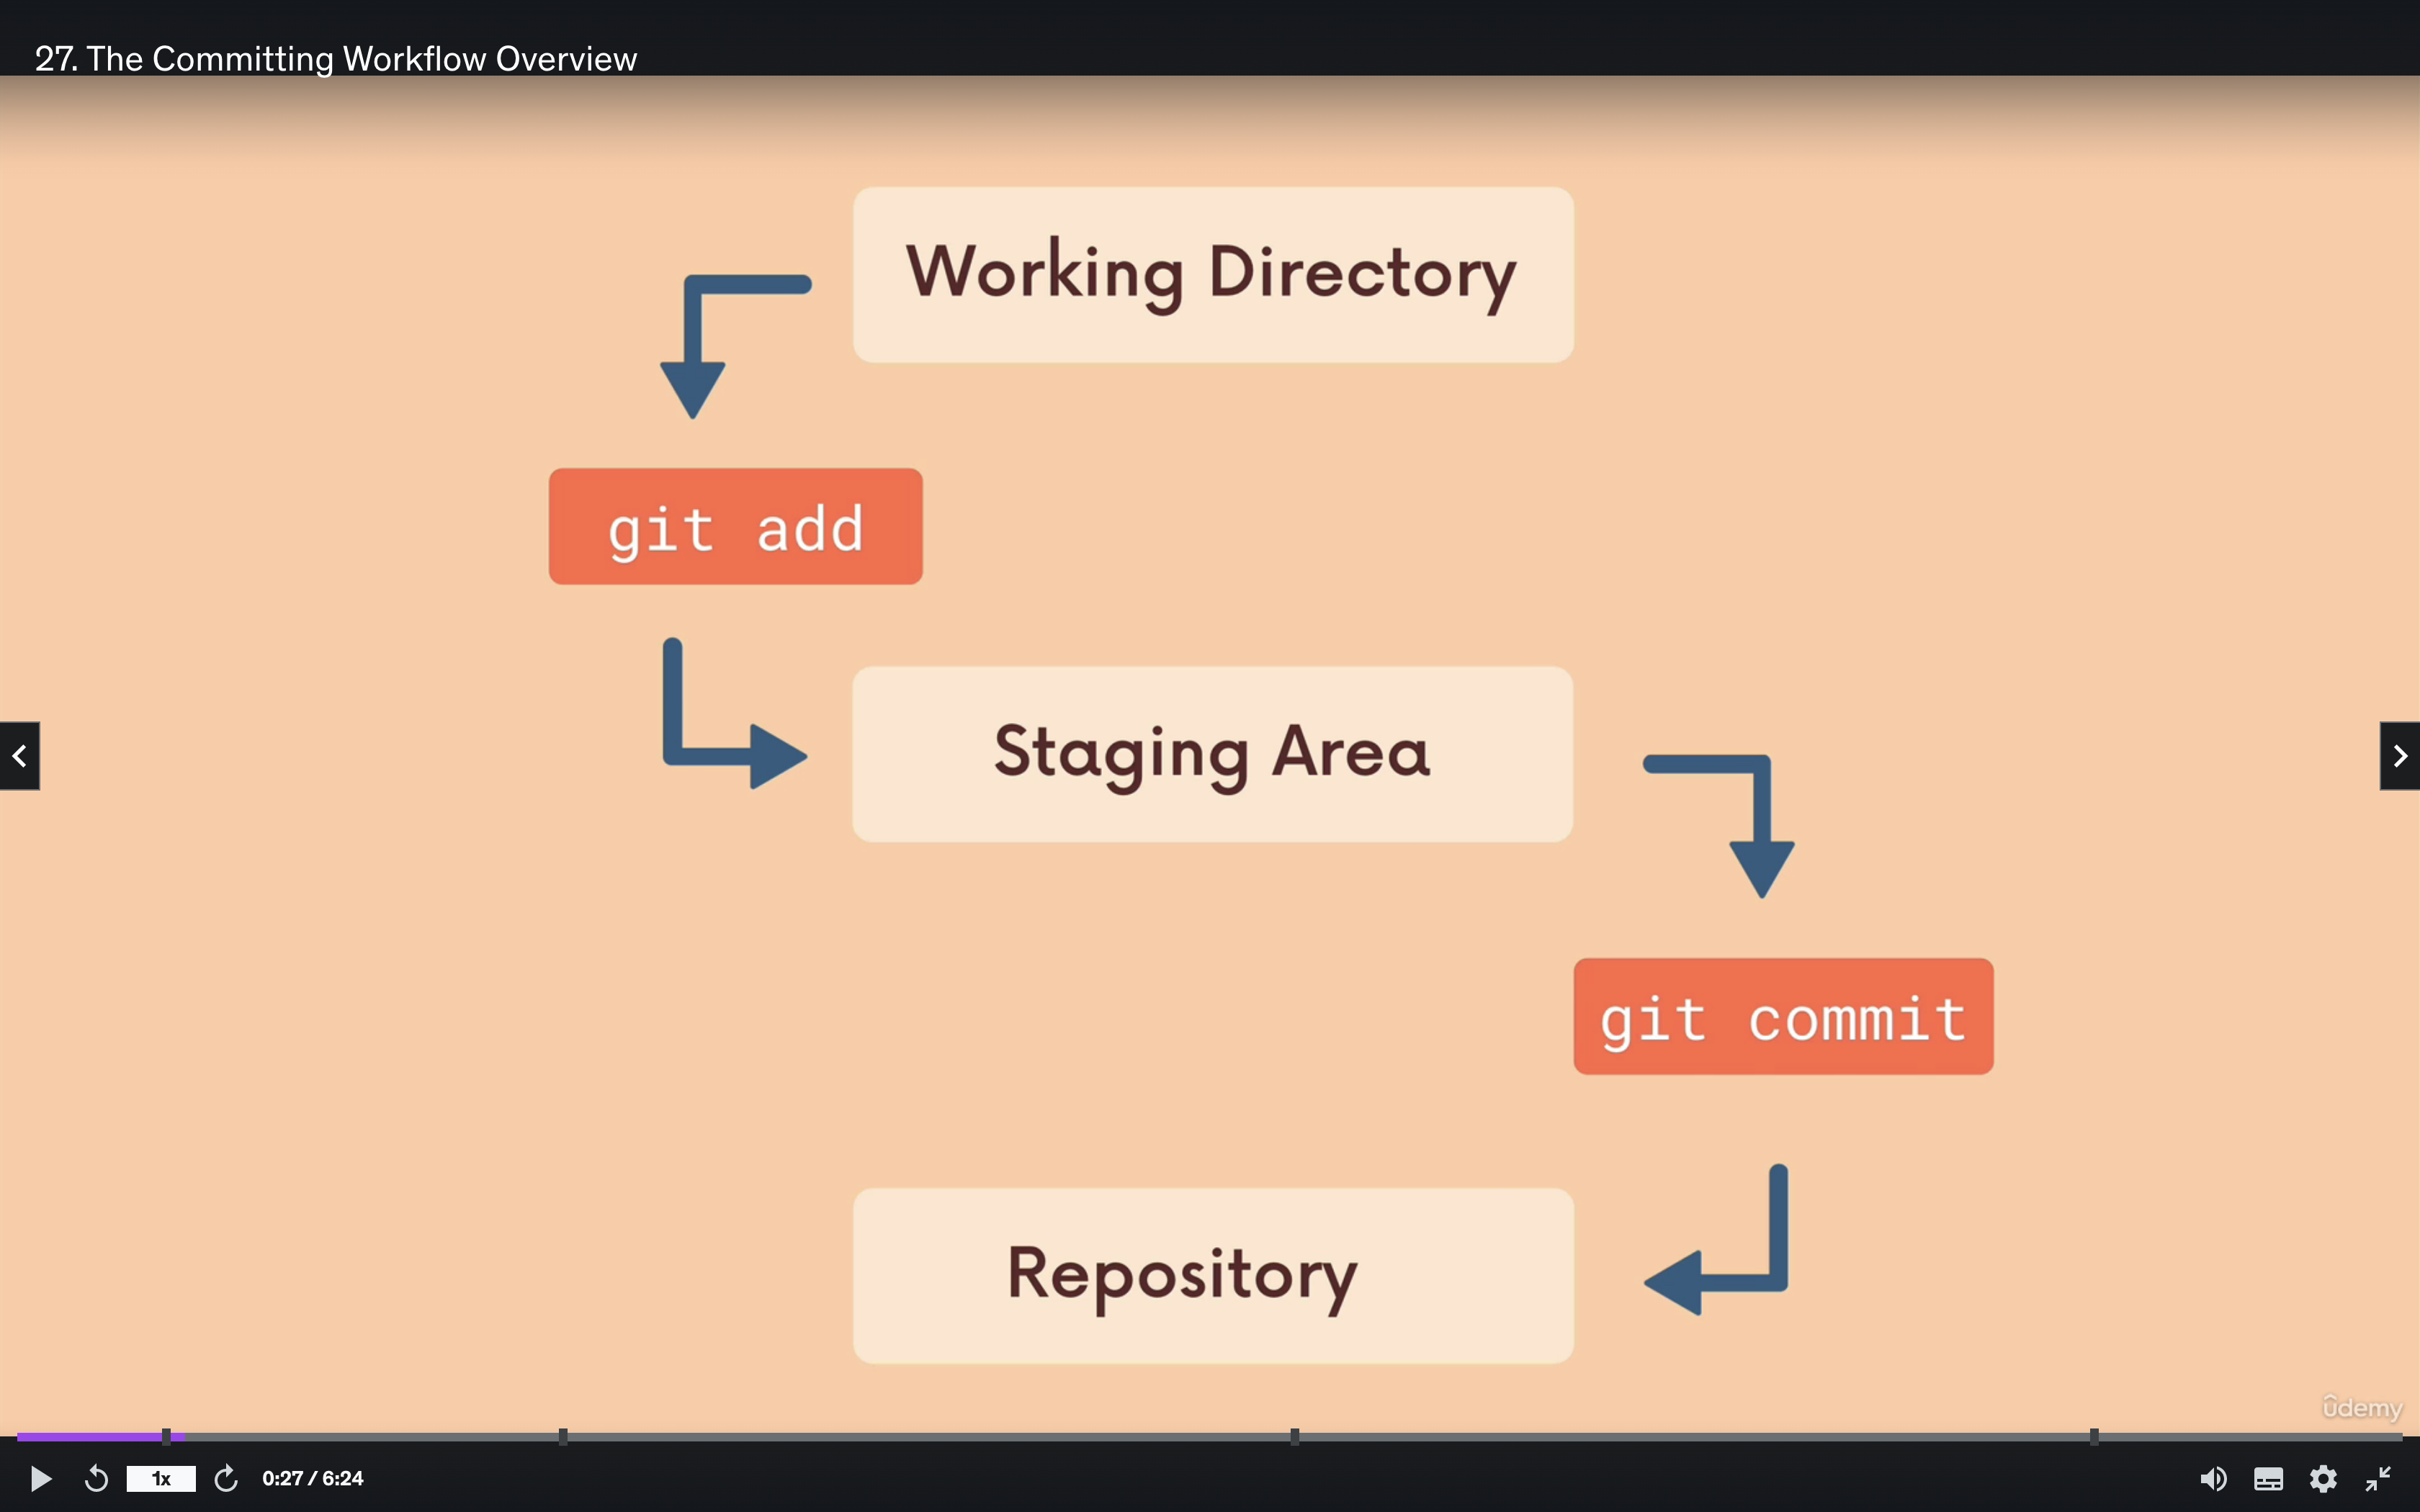 27. The Committing Workflow Overview
Working Directory
git add
Staging Area
git commit
Repository
ûdemy
1x
0:27 / 6:24